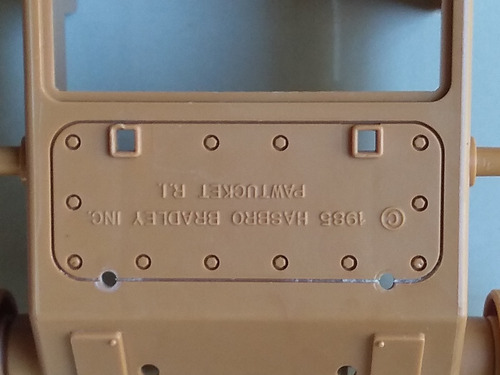 © 1985 HASBRO BRADLEY INC.
PAWTUCKET R.I.